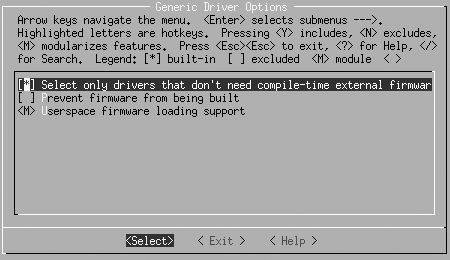 Generic Driver Options
Arrow keys navigate the menu. <Enter> selects submenus --->.
Highlighted letters are hotkeys. Pressing <Y> includes, <N> excludes,
<M> modularizes features. Press <Esc><Esc> to exit, <?> for Help, </>
for Search. Legend: [*] built-in [ ] excluded <M> module < >
[*] Select only drivers that don't need compile-time external firmwar
[ ] Prevent firmware from being built
<M> Userspace firmware loading support
<Select> < Exit > < Help >